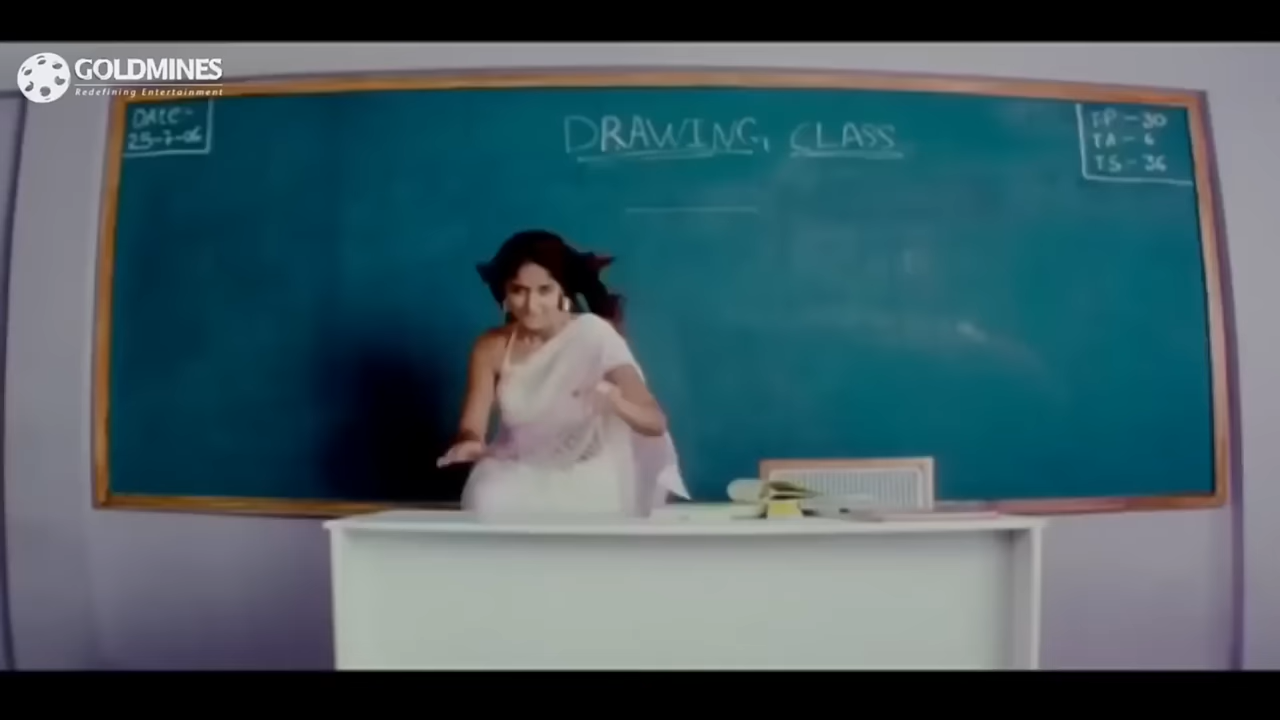 GOLDMINES
Redefining Entertainment
DATE-
25-7-06
DRAWING CLASS
TP - 30
TA - 6
TS - 36